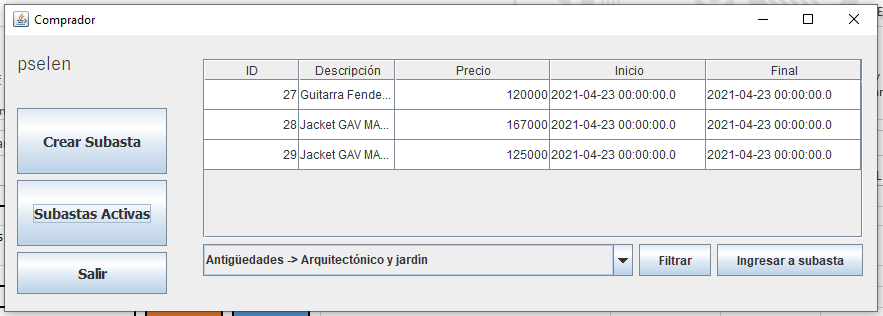 Comprador
pselen
Crear Subasta
Subastas Activas
Salir
ID Descripción Precio Inicio Final
27 Guitarra Fende... 120000 2021-04-23 00:00:00.0 2021-04-23 00:00:00.0
28 Jacket GAV MA... 167000 2021-04-23 00:00:00.0 2021-04-23 00:00:00.0
29 Jacket GAV MA... 125000 2021-04-23 00:00:00.0 2021-04-23 00:00:00.0
Antigüedades -> Arquitectónico y jardín Filtrar Ingresar a subasta